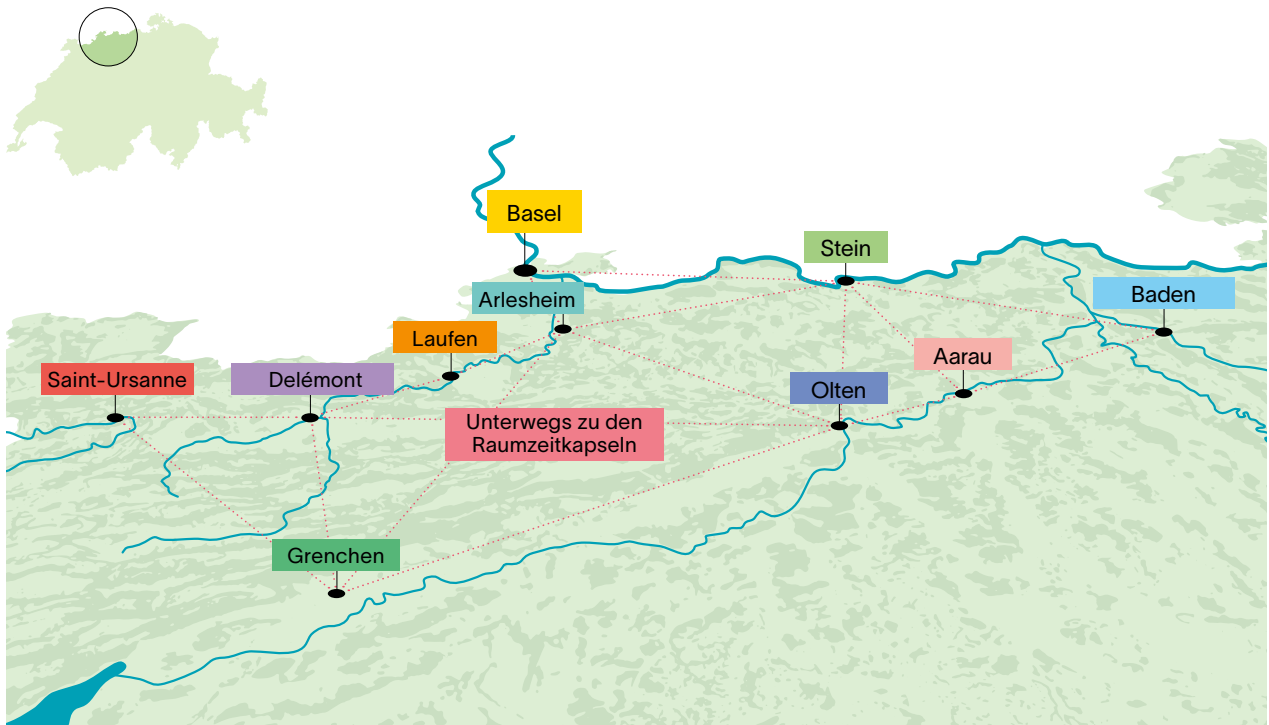 Basel
Stein
Arlesheim
Baden
Laufen
Aarau
Saint-Ursanne
Delémont
Olten
Unterwegs zu den
Raumzeitkapseln
Grenchen